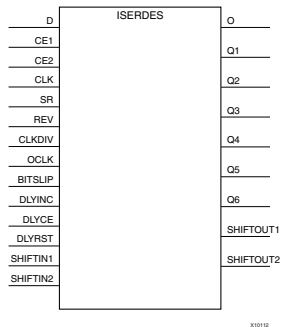 ISERDES
D
CE1
CE2
CLK
SR
REV
CLKDIV
OCLK
BITSLIP
DLYINC
DLYCE
DLYRST
SHIFTIN1
SHIFTIN2
O
Q1
Q2
Q3
Q4
Q5
Q6
SHIFTOUT1
SHIFTOUT2
X10112